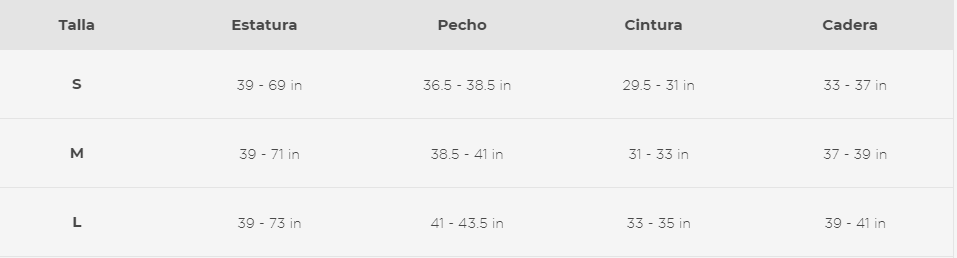 Talla Estatura Pecho Cintura Cadera
S 39 - 69 in 36.5 - 38.5 in 29.5 - 31 in 33 - 37 in
M 39 - 71 in 38.5 - 41 in 31 - 33 in 37 - 39 in
L 39 - 73 in 41 - 43.5 in 33 - 35 in 39 - 41 in